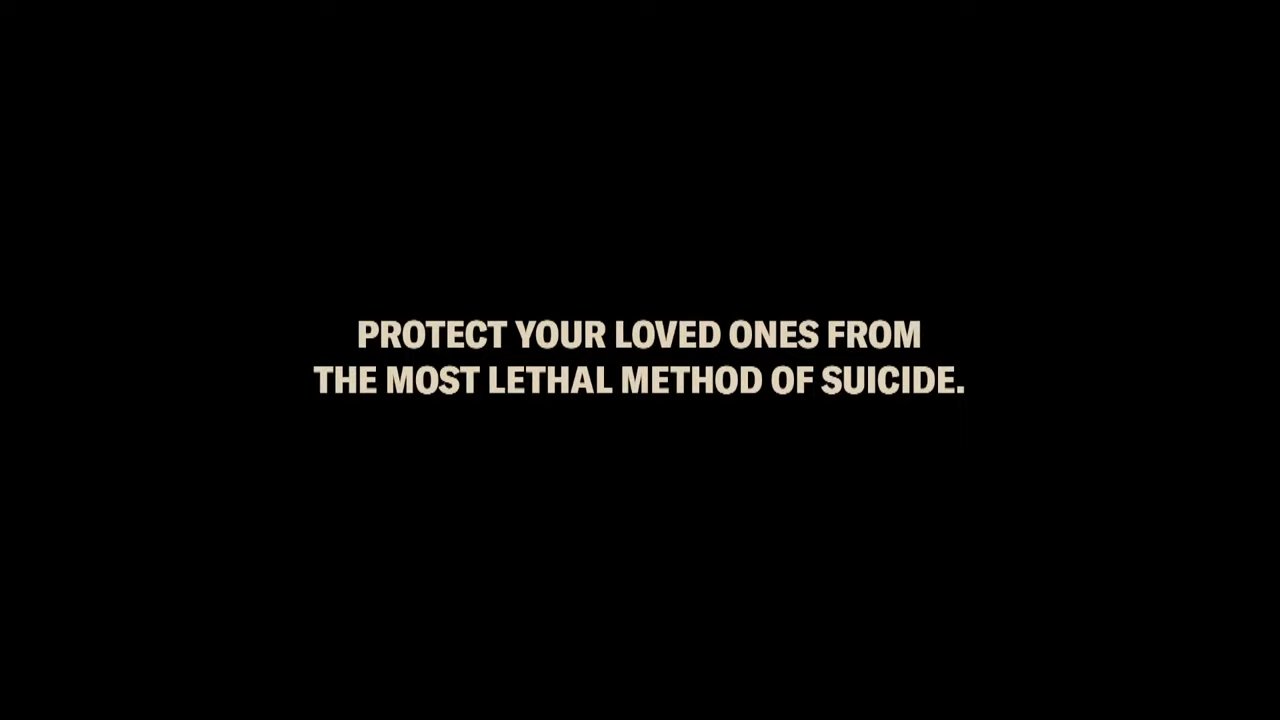 PROTECT YOUR LOVED ONES FROM
THE MOST LETHAL METHOD OF SUICIDE.